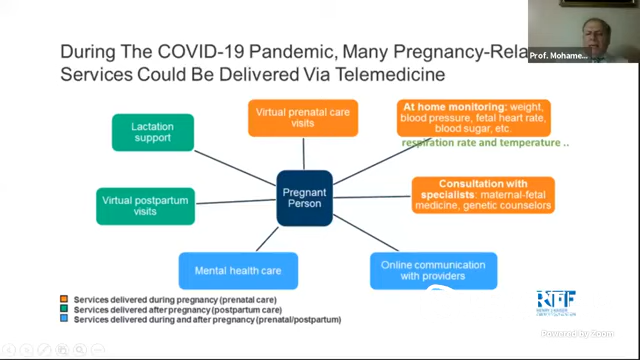 Prof. Mohame...
During The COVID-19 Pandemic, Many Pregnancy-Rela
Services Could Be Delivered Via Telemedicine
Virtual prenatal care
visits
At home monitoring: weight,
blood pressure, fetal heart rate,
blood sugar, etc.
respiration rate and temperature ..
Lactation
support
Pregnant
Person
Consultation with
specialists: maternal-fetal
medicine, genetic counselors
Virtual postpartum
visits
Mental health care
Online communication
with providers
Services delivered during pregnancy (prenatal care)
Services delivered after pregnancy (postpartum care)
Services delivered during and after pregnancy (prenatal/postpartum)
Powered by Zoom